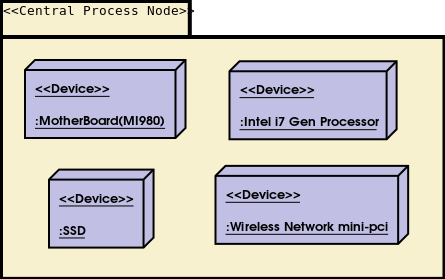 <<Central Process Node>>
<<Device>>
:MotherBoard(MI980)
<<Device>>
:Intel i7 Gen Processor
<<Device>>
:SSD
<<Device>>
:Wireless Network mini-pci